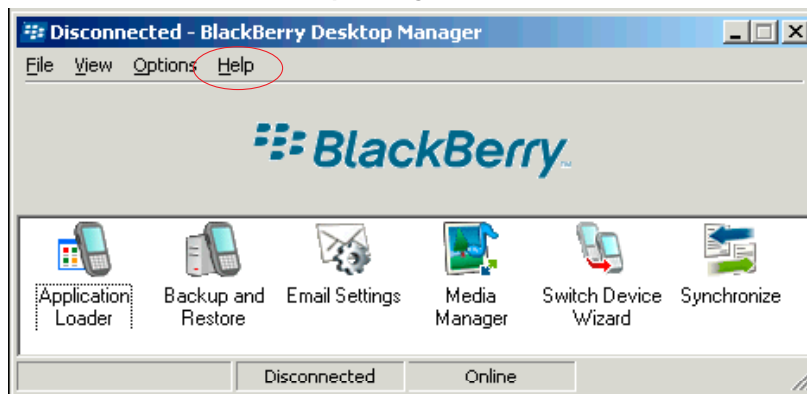 Disconnected - BlackBerry Desktop Manager
File View Options Help
BlackBerry
Application Loader
Backup and Restore
Email Settings
Media Manager
Switch Device Wizard
Synchronize
Disconnected Online